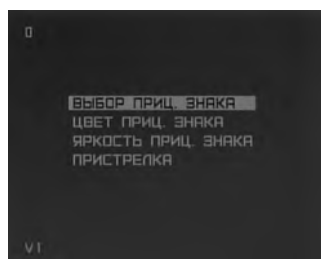 0
ВЫБОР ПРИЦ. ЗНАКА
ЦВЕТ ПРИЦ. ЗНАКА
ЯРКОСТЬ ПРИЦ. ЗНАКА
ПРИСТРЕЛКА
V1